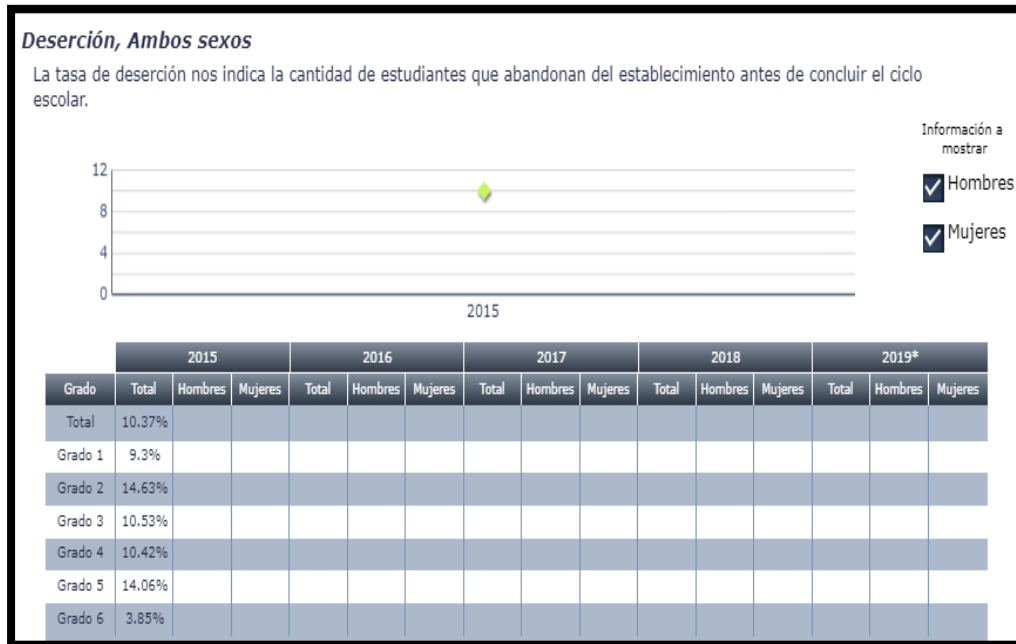 Deserción, Ambos sexos
La tasa de deserción nos indica la cantidad de estudiantes que abandonan del establecimiento antes de concluir el ciclo
escolar.
Información a
mostrar
Hombres
Mujeres
12
8
4
0
2015
2015 2016 2017 2018 2019*
Grado Total Hombres Mujeres Total Hombres Mujeres Total Hombres Mujeres Total Hombres Mujeres Total Hombres Mujeres
Total 10.37%
Grado 1 9.3%
Grado 2 14.63%
Grado 3 10.53%
Grado 4 10.42%
Grado 5 14.06%
Grado 6 3.85%